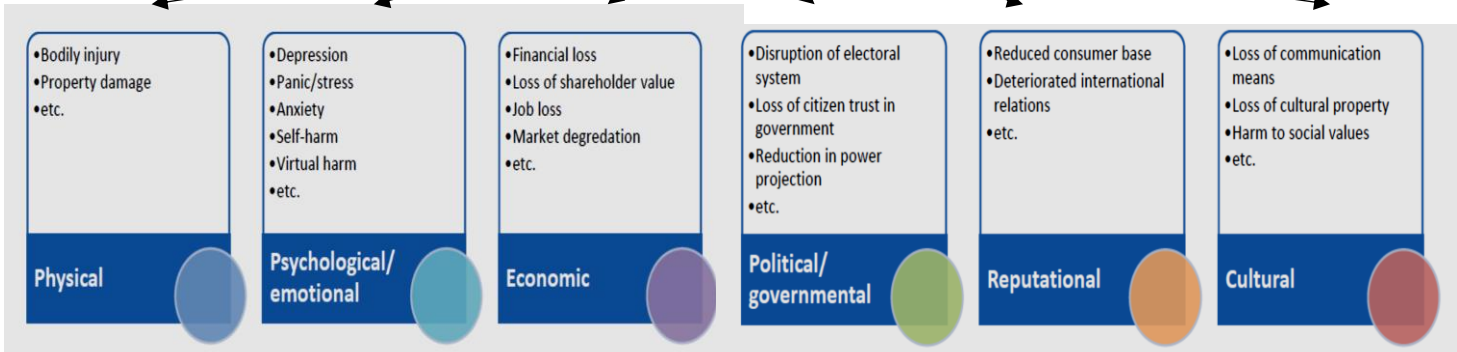 •Bodily injury
•Property damage
•etc.
Physical
•Depression
•Panic/stress
•Anxiety
•Self-harm
•Virtual harm
•etc.
Psychological/
emotional
•Financial loss
•Loss of shareholder value
•Job loss
•Market degredation
•etc.
Economic
•Disruption of electoral
system
•Loss of citizen trust in
government
•Reduction in power
projection
•etc.
Political/
governmental
•Reduced consumer base
•Deteriorated international
relations
•etc.
Reputational
•Loss of communication
means
•Loss of cultural property
•Harm to social values
•etc.
Cultural